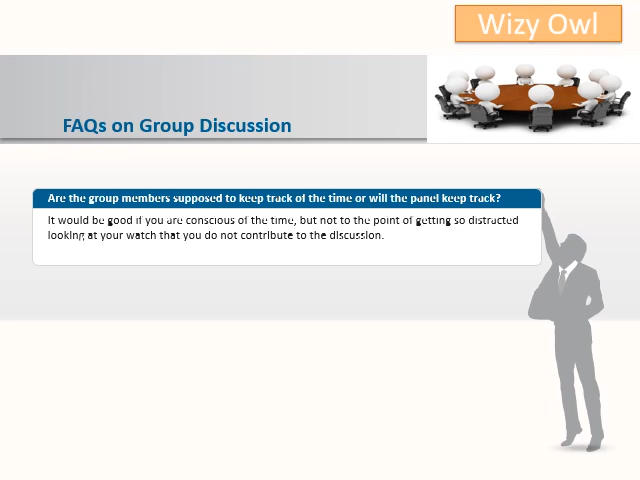 Wizy Owl
FAQs on Group Discussion
Are the group members supposed to keep track of the time or will the panel keep track?
It would be good if you are conscious of the time, but not to the point of getting so distracted
looking at your watch that you do not contribute to the discussion.